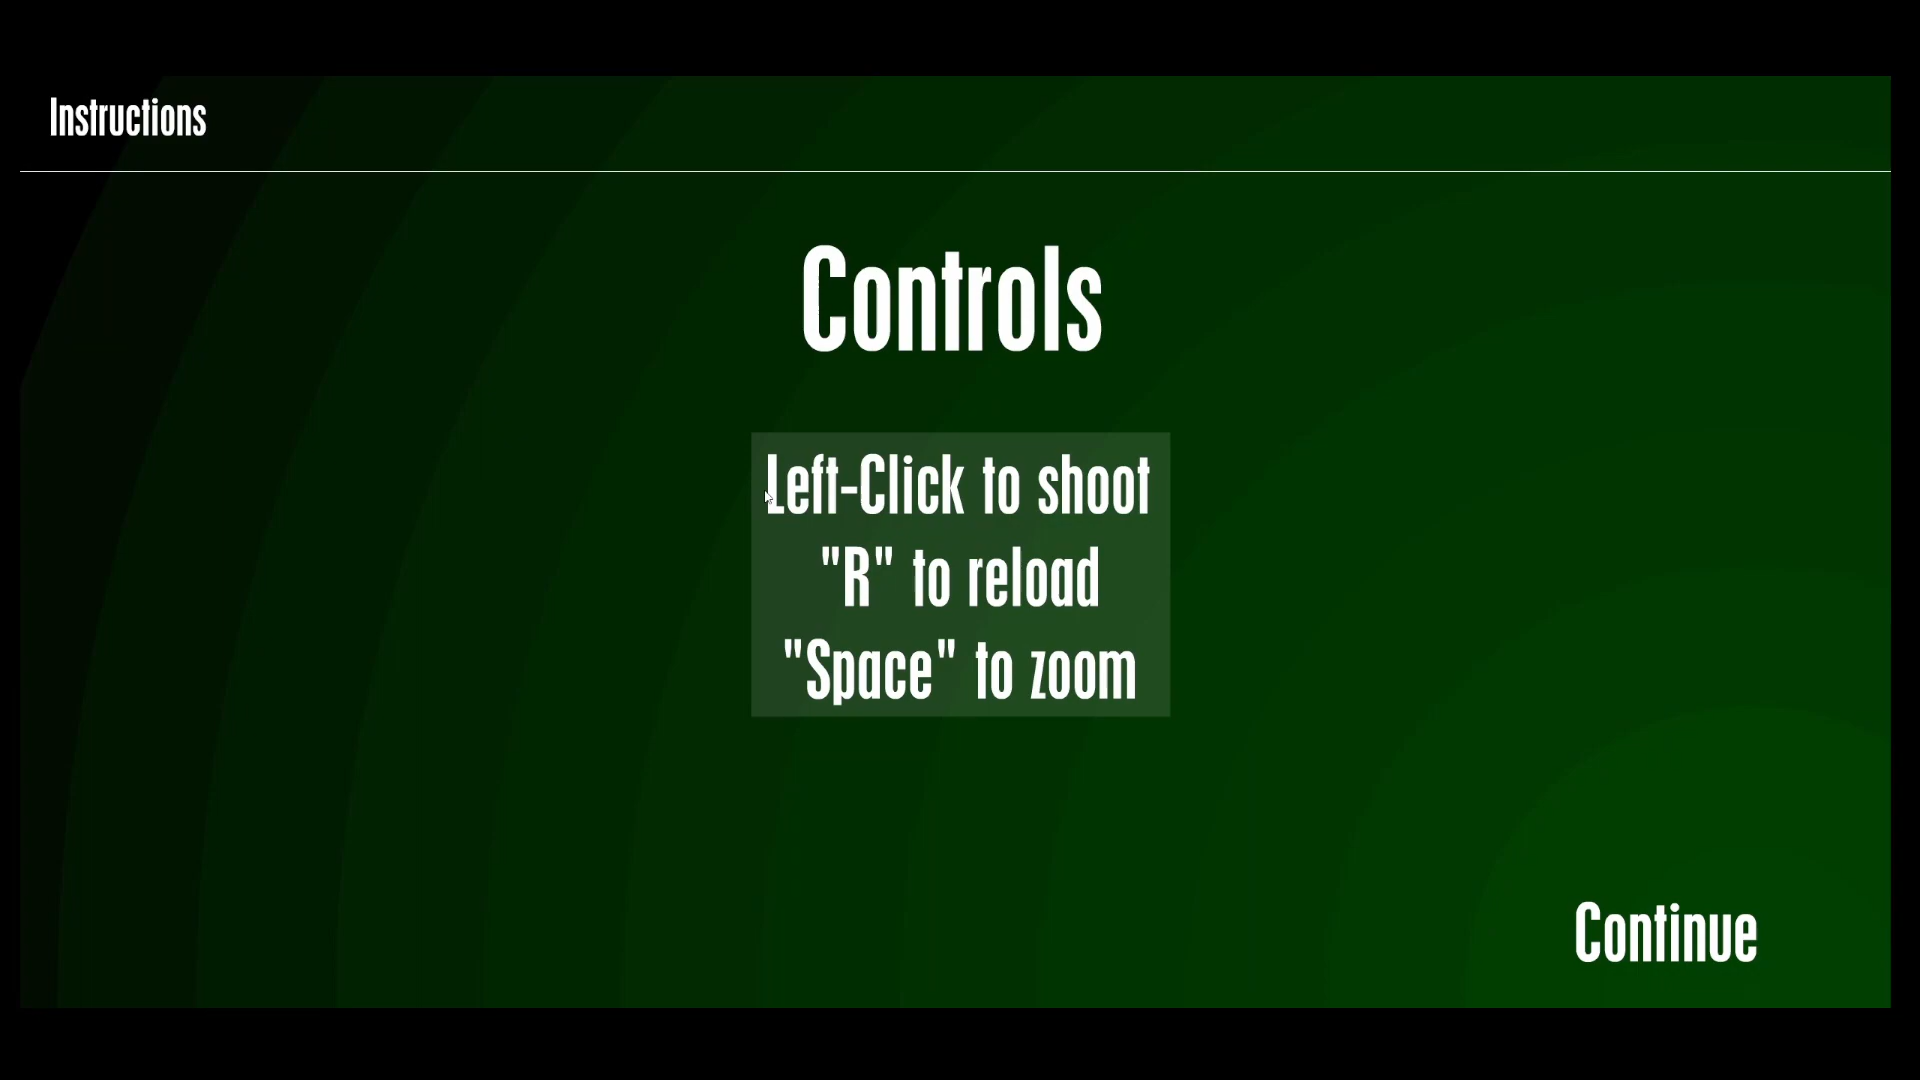 Instructions
Controls
Left-Click to shoot
"R" to reload
"Space" to zoom
Continue